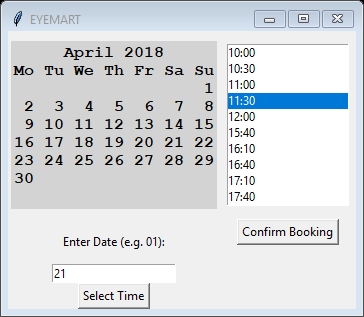 EYEMART
April 2018
Mo Tu We Th Fr Sa Su
1
2 3 4 5 6 7 8
9 10 11 12 13 14 15
16 17 18 19 20 21 22
23 24 25 26 27 28 29
30
10:00
10:30
11:00
11:30
12:00
15:40
16:10
16:40
17:10
17:40
Confirm Booking
Enter Date (e.g. 01):
21
Select Time